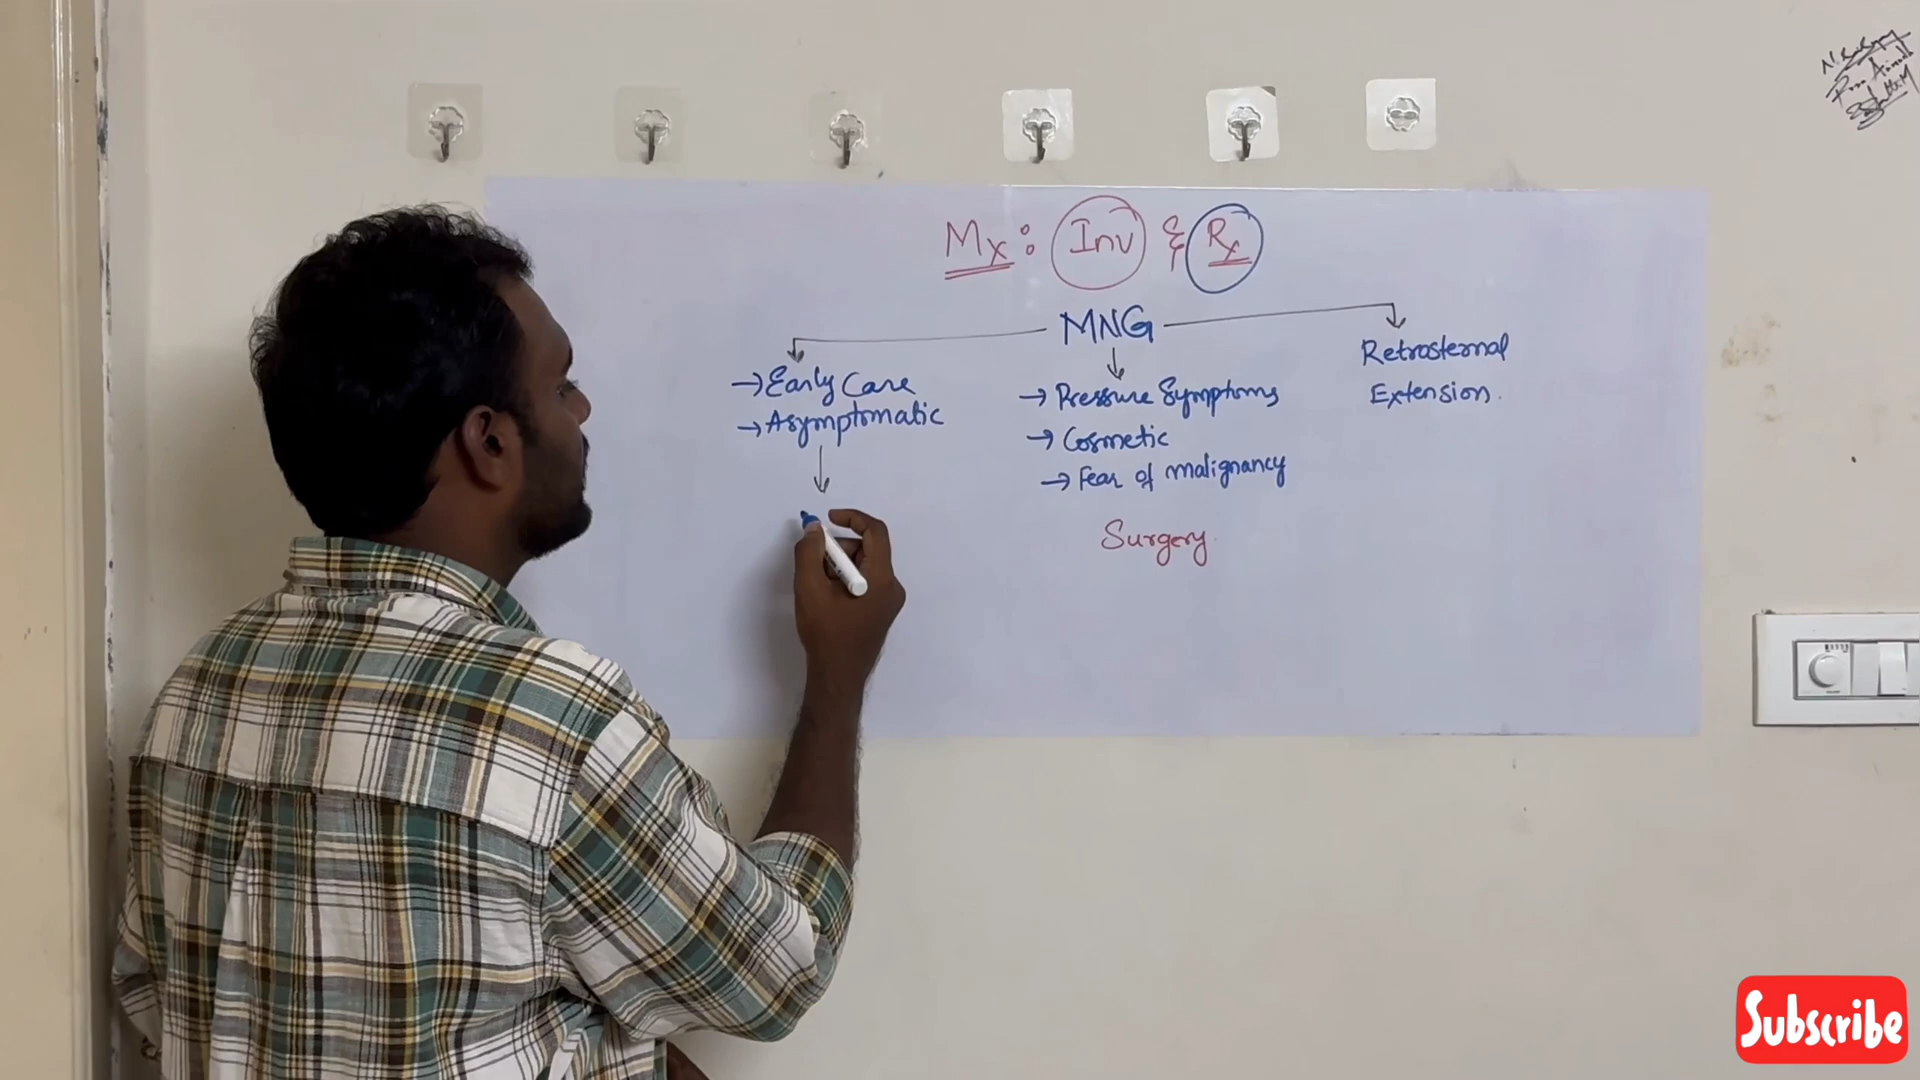 Mx: Inv & Rx
MNG
→ Early Care
→ Asymptomatic
→ Pressure Symptoms
→ Cosmetic
→ Fear of malignancy
Surgery
Retrosternal
Extension.
Subscribe